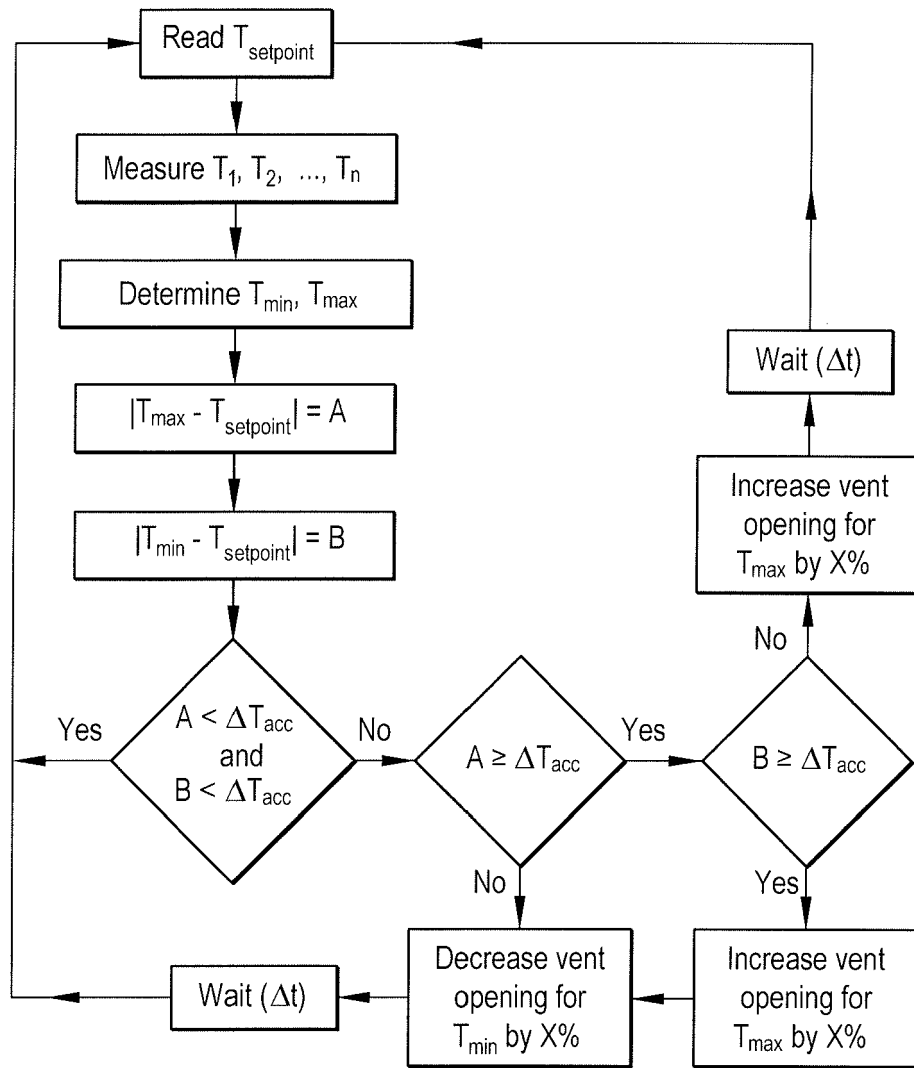 Read T_setpoint
Measure T_1, T_2, ..., T_n
Determine T_min, T_max
|T_max - T_setpoint| = A
|T_min - T_setpoint| = B
A < ΔT_acc
and
B < ΔT_acc
Yes
No
A ≥ ΔT_acc
Yes
No
B ≥ ΔT_acc
No
Yes
Increase vent
opening for
T_max by X%
Wait (Δt)
Increase vent
opening for
T_max by X%
Decrease vent
opening for
T_min by X%
Wait (Δt)